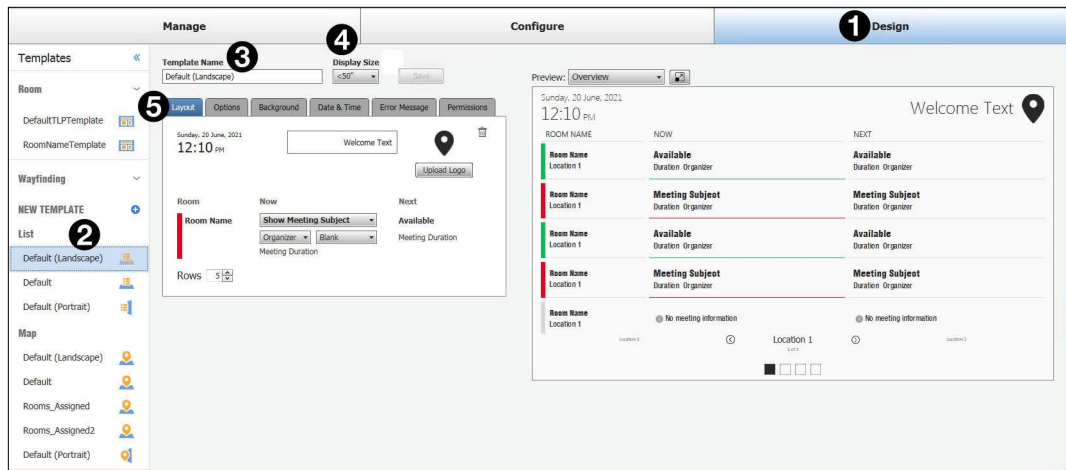 Manage
Configure
1 Design
Templates «
Room
DefaultTLPTemplate
RoomNameTemplate
Wayfinding
NEW TEMPLATE
List 2
Default (Landscape)
Default
Default (Portrait)
Map
Default (Landscape)
Default
Rooms_Assigned
Rooms_Assigned2
Default (Portrait)
Template Name 3
Default (Landscape)
4
Display Size
<50"
Save
5 Layout Options Background Date & Time Error Message Permissions
Sunday, 20 June, 2021
12:10 PM
Welcome Text
Upload Logo
Room Now Next
Room Name Show Meeting Subject Available
Organizer Blank Meeting Duration
Meeting Duration
Rows 5
Preview: Overview
Sunday, 20 June, 2021
12:10 PM
Welcome Text
ROOM NAME NOW NEXT
Room Name Available Available
Location 1 Duration Organizer Duration Organizer
Room Name Meeting Subject Meeting Subject
Location 1 Duration Organizer Duration Organizer
Room Name Available Available
Location 1 Duration Organizer Duration Organizer
Room Name Meeting Subject Meeting Subject
Location 1 Duration Organizer Duration Organizer
Room Name No meeting information No meeting information
Location 1
Location 1
Location 2